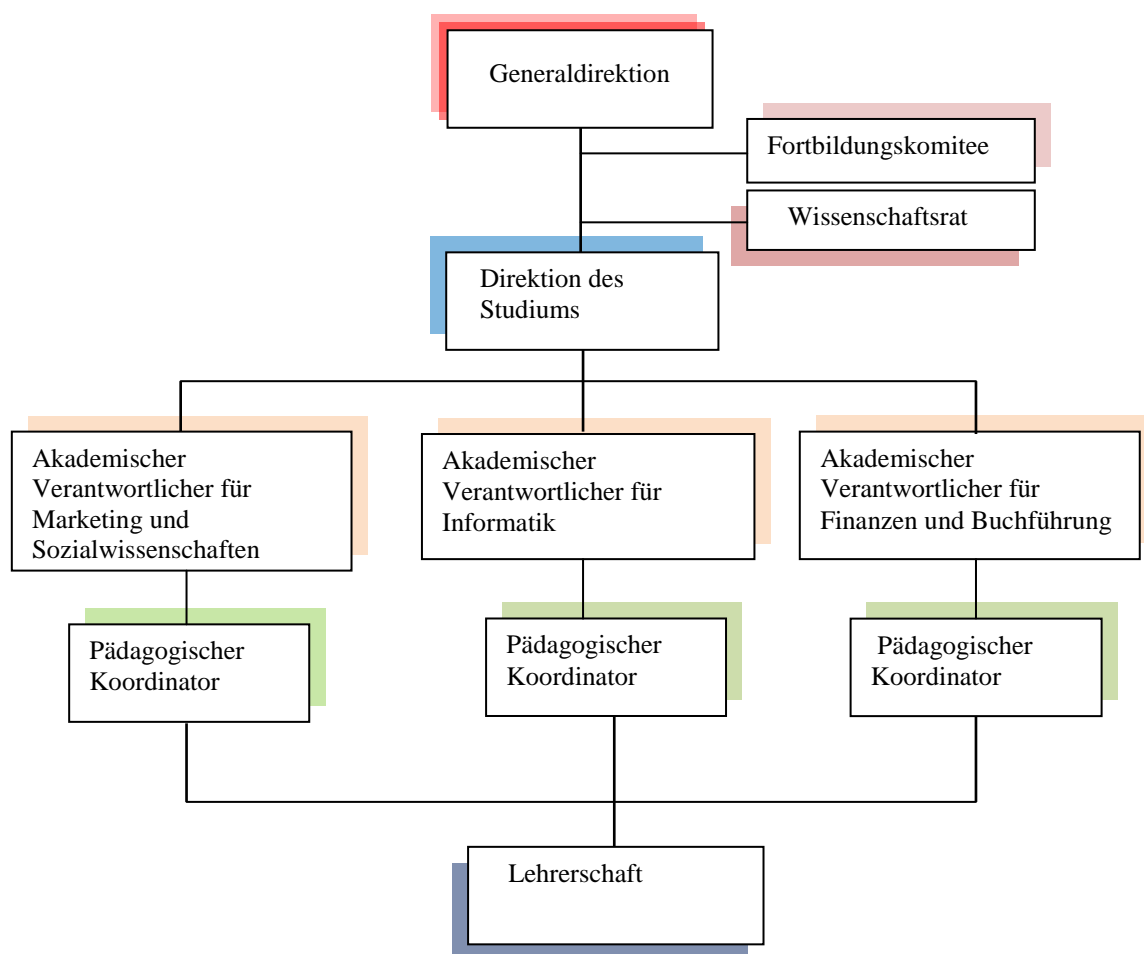 Generaldirektion
Fortbildungskomitee
Wissenschaftsrat
Direktion des
Studiums
Akademischer
Verantwortlicher für
Marketing und
Sozialwissenschaften
Akademischer
Verantwortlicher für
Informatik
Akademischer
Verantwortlicher für
Finanzen und Buchführung
Pädagogischer
Koordinator
Pädagogischer
Koordinator
Pädagogischer
Koordinator
Lehrerschaft